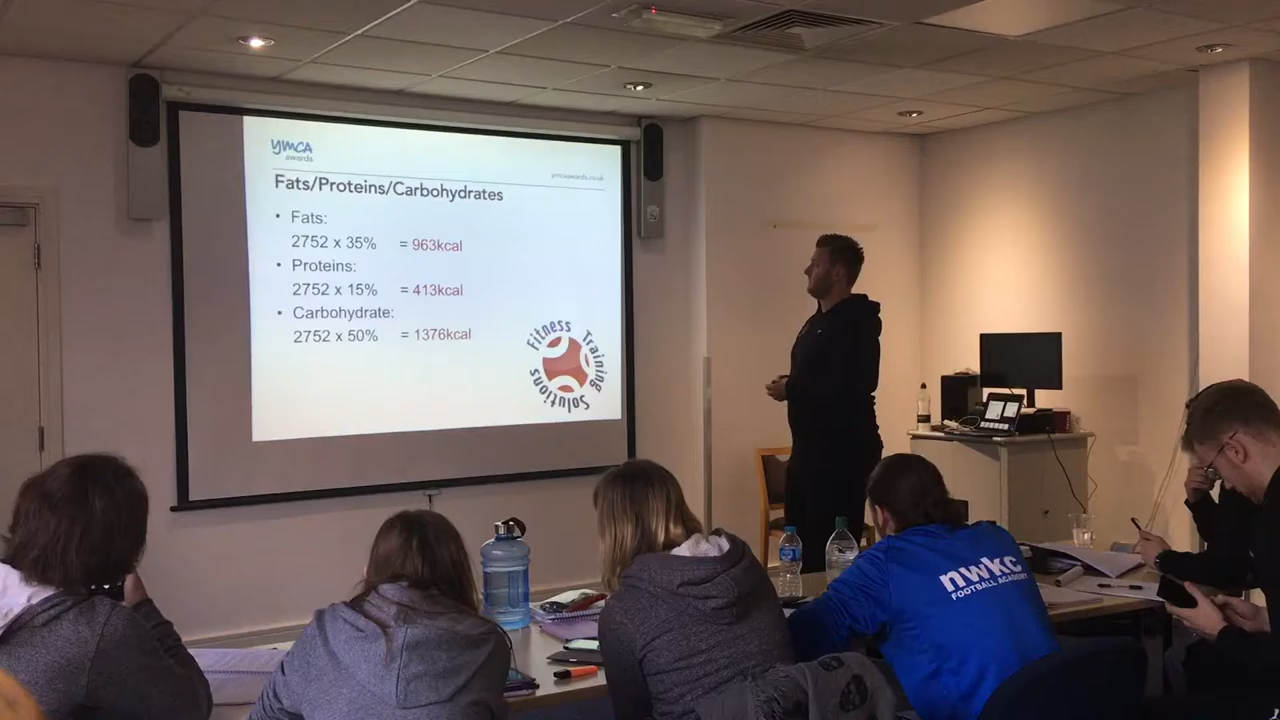 YMCA
awards
ymcaawards.co.uk
Fats/Proteins/Carbohydrates
• Fats:
2752 x 35% = 963kcal
• Proteins:
2752 x 15% = 413kcal
• Carbohydrate:
2752 x 50% = 1376kcal
Fitness Training Solutions
nwkc
FOOTBALL ACADEMY